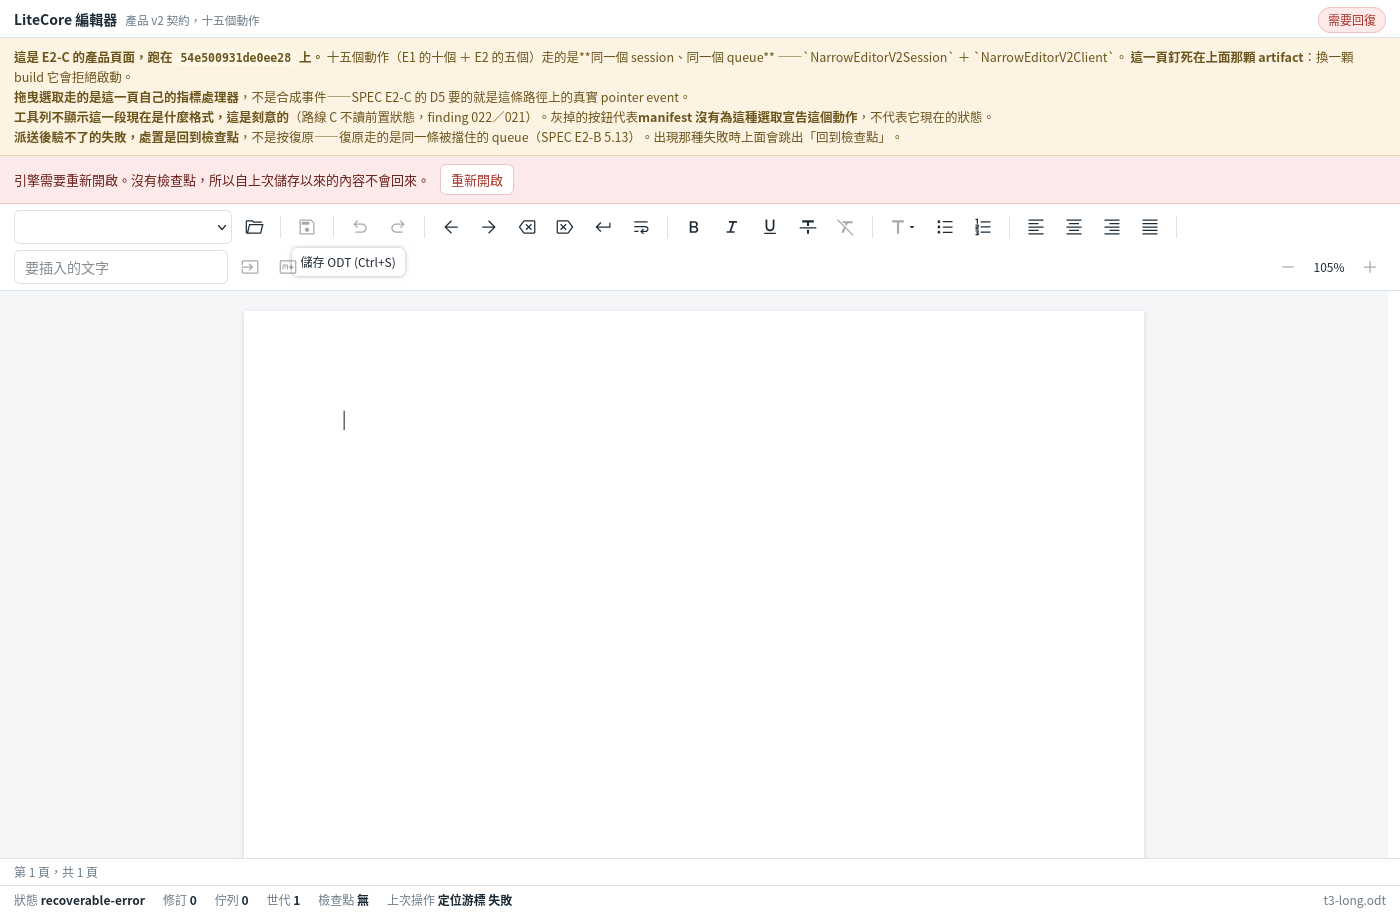 LiteCore 編輯器 產品 v2 契約，十五個動作 需要回復
這是 E2-C 的產品頁面，跑在 54e500931de0ee28 上。 十五個動作（E1 的十個 ＋ E2 的五個）走的是**同一個 session、同一個 queue** ——`NarrowEditorV2Session` ＋ `NarrowEditorV2Client`。 這一頁釘死在上面那顆 artifact：換一顆
build 它會拒絕啟動。
拖曳選取走的是這一頁自己的指標處理器，不是合成事件——SPEC E2-C 的 D5 要的就是這條路徑上的真實 pointer event。
工具列不顯示這一段現在是什麼格式，這是刻意的（路線 C 不讀前置狀態，finding 022／021）。灰掉的按鈕代表manifest 沒有為這種選取宣告這個動作，不代表它現在的狀態。
派送後驗不了的失敗，處置是回到檢查點，不是按復原——復原走的是同一條被擋住的 queue（SPEC E2-B 5.13）。出現那種失敗時上面會跳出「回到檢查點」。
引擎需要重新開啟。沒有檢查點，所以自上次儲存以來的內容不會回來。 重新開啟
要插入的文字
儲存 ODT (Ctrl+S)
105%
第 1 頁，共 1 頁
狀態 recoverable-error 修訂 0 佇列 0 世代 1 檢查點 無 上次操作 定位游標 失敗 t3-long.odt